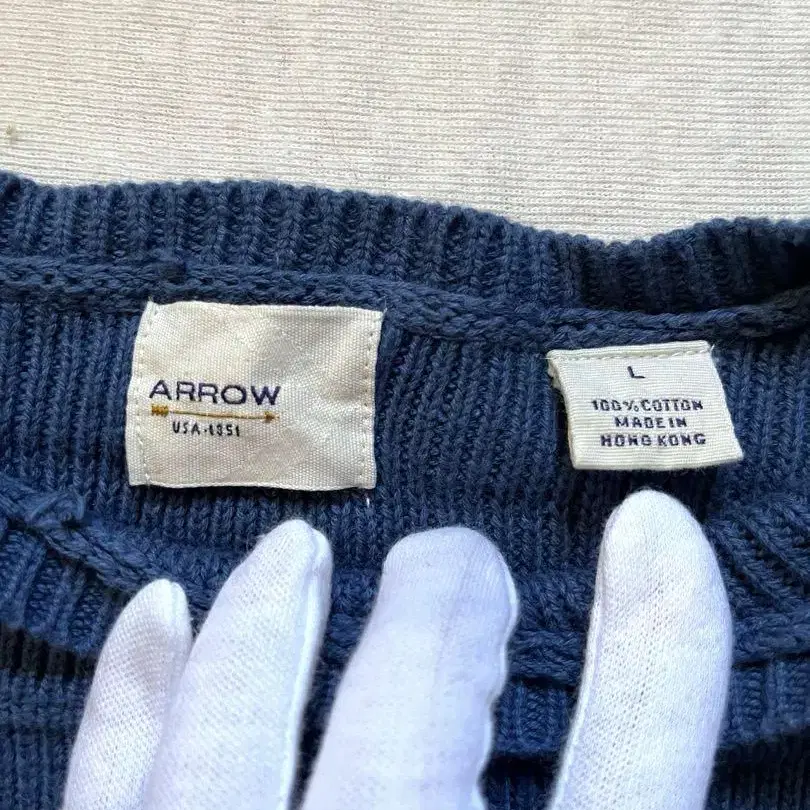 ARROW
USA·1851
L
100% COTTON
MADE IN
HONG KONG